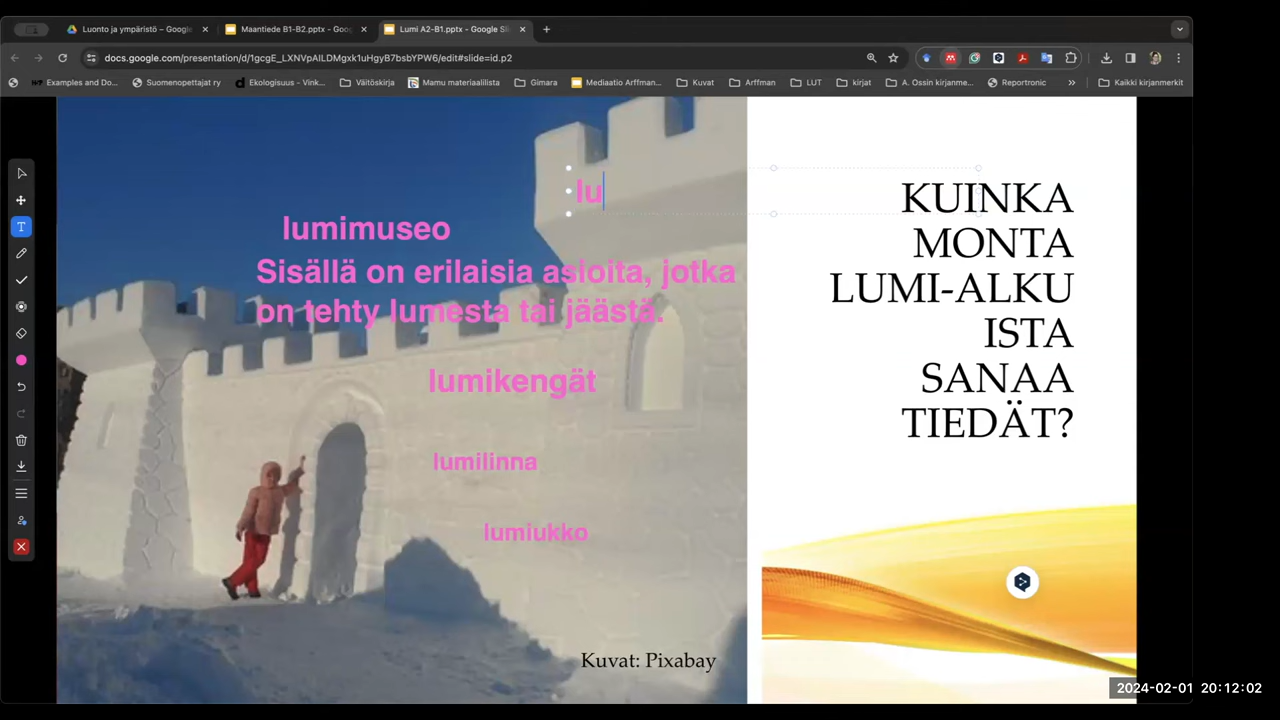 Luonto ja ympäristö – Google
Maantiede B1-B2.pptx - Goog
Lumi A2-B1.pptx - Google Sli
docs.google.com/presentation/d/1gcgE_LXNVpAILDMgxk1uHgyB7bsbYPW6/edit#slide=id.p2
Examples and Do...
Suomenopettajat ry
Ekologisuus – Vink...
Väitöskirja
Mamu materiaalilista
Gimara
Mediaatio Arffman...
Kuvat
Arffman
LUT
kirjat
A. Ossin kirjanme...
Reportronic
»
Kaikki kirjanmerkit
lu
lumimuseo
Sisällä on erilaisia asioita, jotka
on tehty lumesta tai jäästä.
lumikengät
lumilinna
lumiukko
Kuvat: Pixabay
KUINKA
MONTA
LUMI-ALKU
ISTA
SANAA
TIEDÄT?
2024-02-01 20:12:02